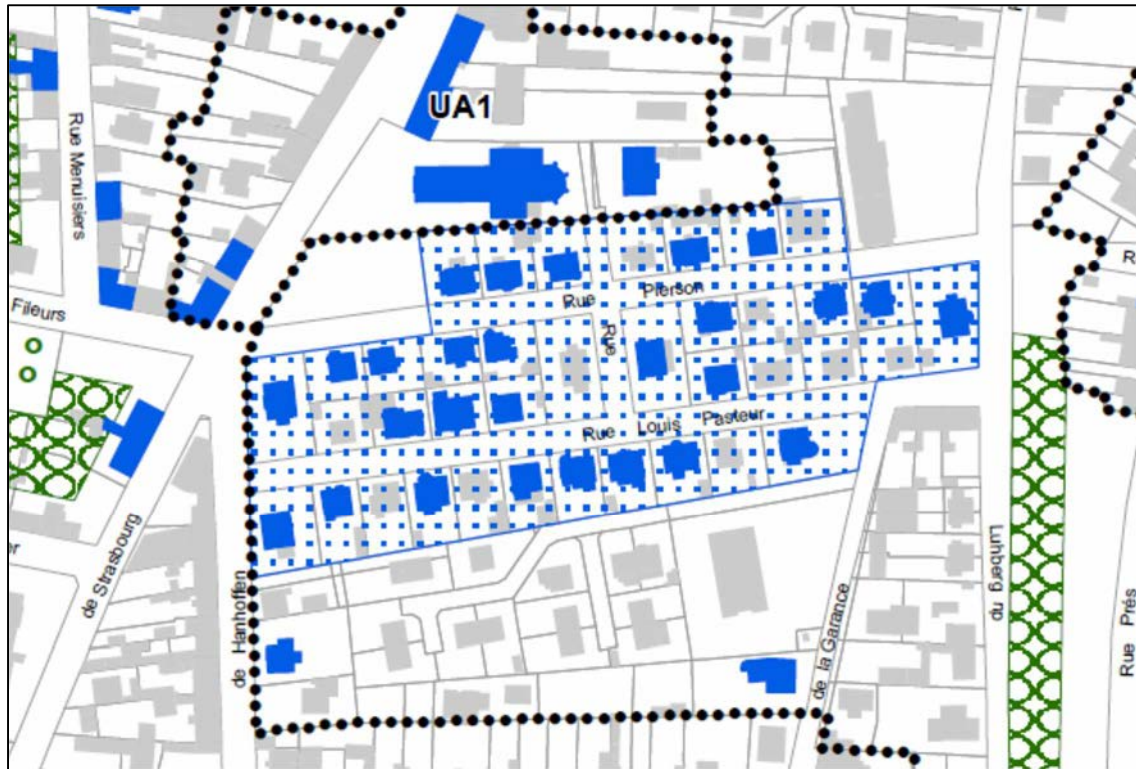 UA1
Rue Menuisiers
Fileurs
Rue Pierson
Rue
Rue Louis Pasteur
de Strasbourg
de Hanhoffen
de la Garance
Luhberg
Rue Prés
R
er